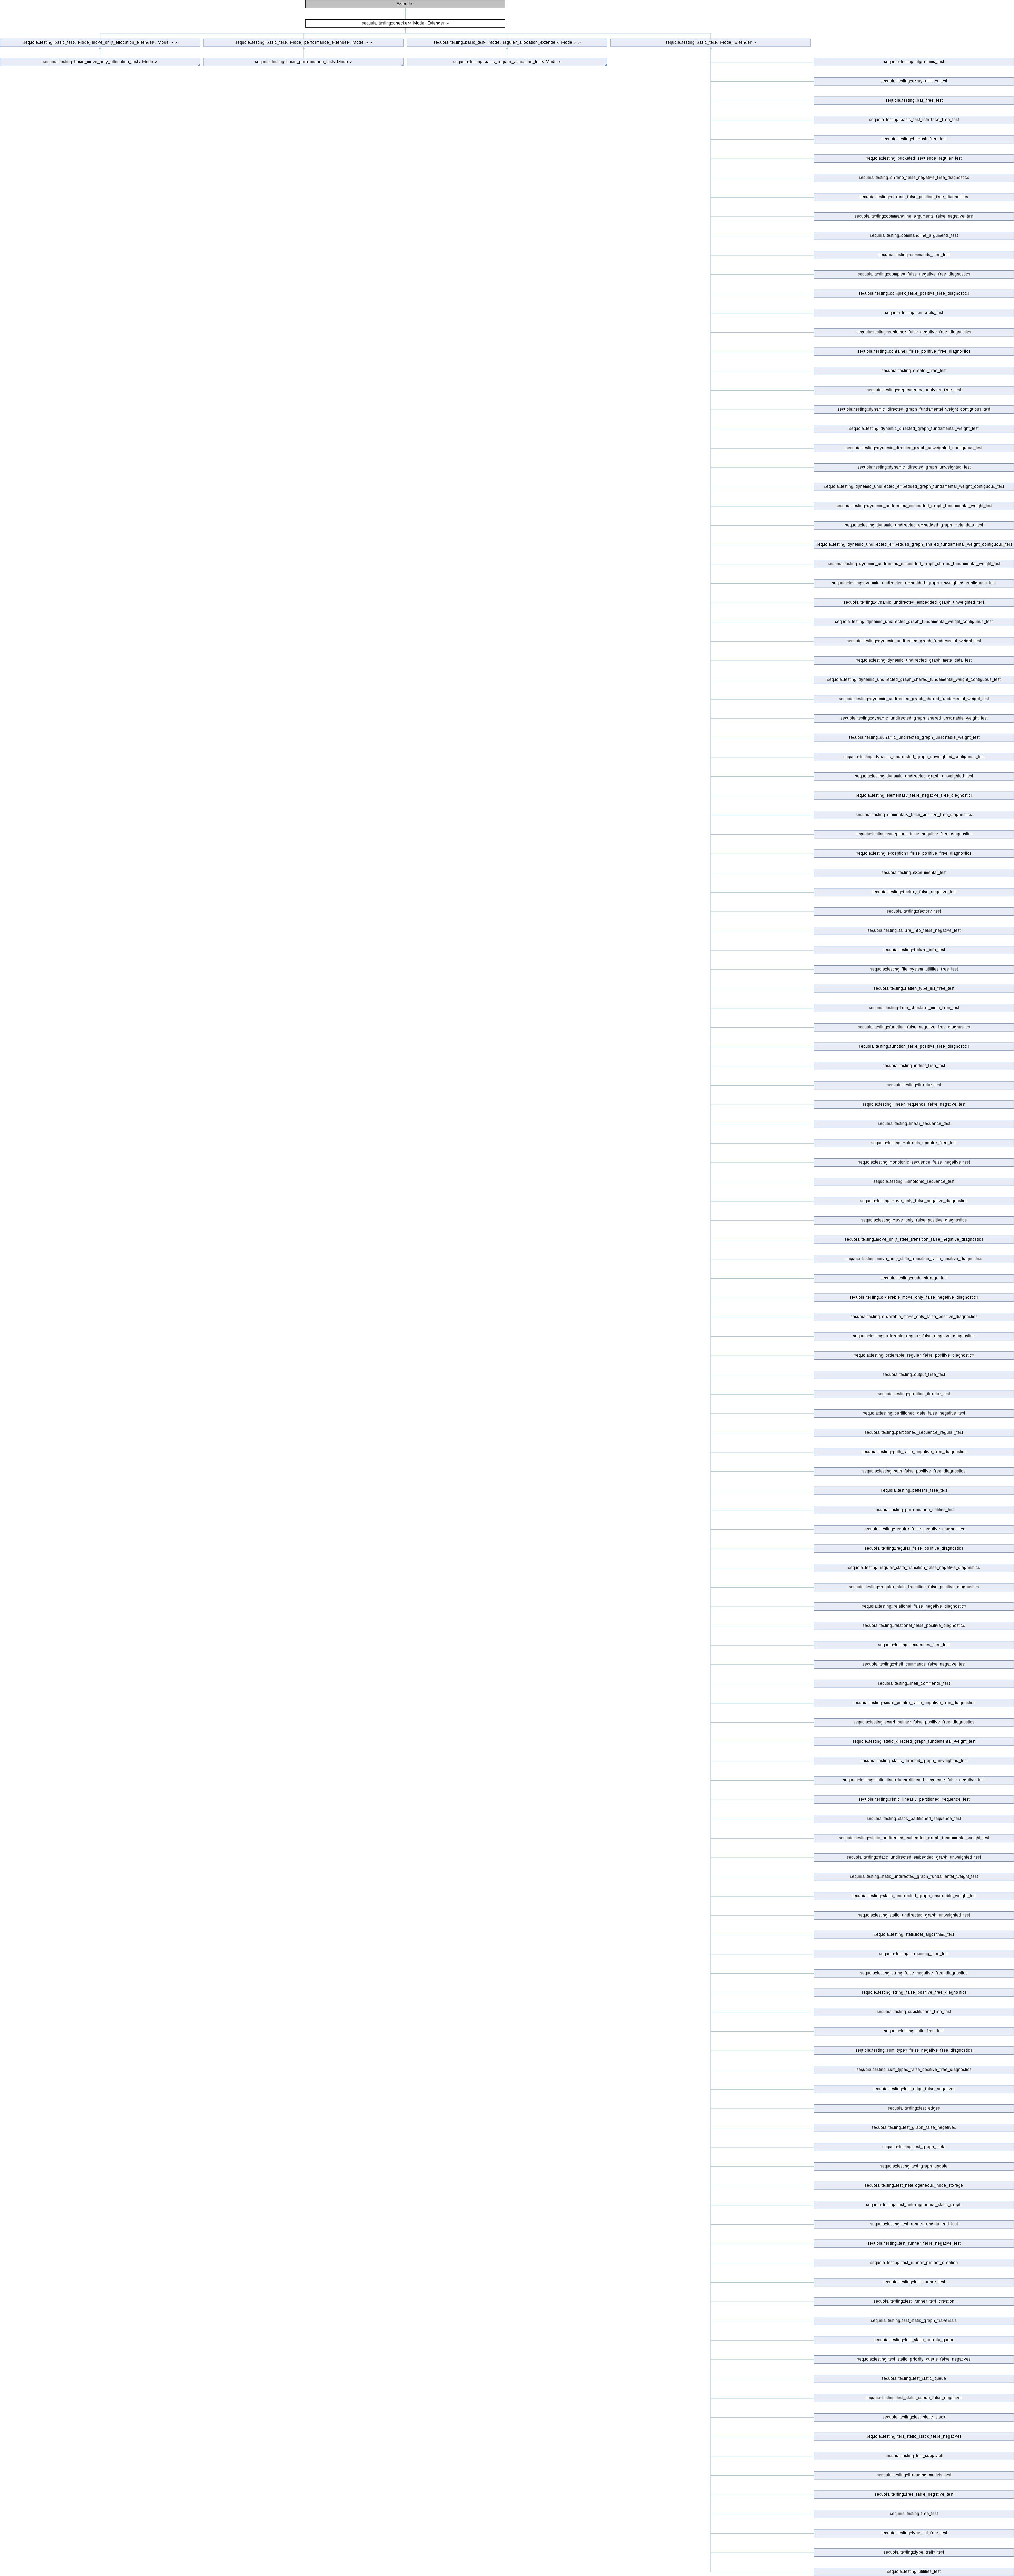 Extender
sequoia::testing::checker< Mode, Extender >
sequoia::testing::basic_test< Mode, move_only_allocation_extender< Mode > >
sequoia::testing::basic_test< Mode, performance_extender< Mode > >
sequoia::testing::basic_test< Mode, regular_allocation_extender< Mode > >
sequoia::testing::basic_test< Mode, Extender >
sequoia::testing::basic_move_only_allocation_test< Mode >
sequoia::testing::basic_performance_test< Mode >
sequoia::testing::basic_regular_allocation_test< Mode >
sequoia::testing::algorithms_test
sequoia::testing::array_utilities_test
sequoia::testing::bar_free_test
sequoia::testing::basic_test_interface_free_test
sequoia::testing::bitmask_free_test
sequoia::testing::bucketed_sequence_regular_test
sequoia::testing::chrono_false_negative_free_diagnostics
sequoia::testing::chrono_false_positive_free_diagnostics
sequoia::testing::commandline_arguments_false_negative_test
sequoia::testing::commandline_arguments_test
sequoia::testing::commands_free_test
sequoia::testing::complex_false_negative_free_diagnostics
sequoia::testing::complex_false_positive_free_diagnostics
sequoia::testing::concepts_test
sequoia::testing::container_false_negative_free_diagnostics
sequoia::testing::container_false_positive_free_diagnostics
sequoia::testing::creator_free_test
sequoia::testing::dependency_analyzer_free_test
sequoia::testing::dynamic_directed_graph_fundamental_weight_contiguous_test
sequoia::testing::dynamic_directed_graph_fundamental_weight_test
sequoia::testing::dynamic_directed_graph_unweighted_contiguous_test
sequoia::testing::dynamic_directed_graph_unweighted_test
sequoia::testing::dynamic_undirected_embedded_graph_fundamental_weight_contiguous_test
sequoia::testing::dynamic_undirected_embedded_graph_fundamental_weight_test
sequoia::testing::dynamic_undirected_embedded_graph_meta_data_test
sequoia::testing::dynamic_undirected_embedded_graph_shared_fundamental_weight_contiguous_test
sequoia::testing::dynamic_undirected_embedded_graph_shared_fundamental_weight_test
sequoia::testing::dynamic_undirected_embedded_graph_unweighted_contiguous_test
sequoia::testing::dynamic_undirected_embedded_graph_unweighted_test
sequoia::testing::dynamic_undirected_graph_fundamental_weight_contiguous_test
sequoia::testing::dynamic_undirected_graph_fundamental_weight_test
sequoia::testing::dynamic_undirected_graph_meta_data_test
sequoia::testing::dynamic_undirected_graph_shared_fundamental_weight_contiguous_test
sequoia::testing::dynamic_undirected_graph_shared_fundamental_weight_test
sequoia::testing::dynamic_undirected_graph_shared_unsortable_weight_test
sequoia::testing::dynamic_undirected_graph_unsortable_weight_test
sequoia::testing::dynamic_undirected_graph_unweighted_contiguous_test
sequoia::testing::dynamic_undirected_graph_unweighted_test
sequoia::testing::elementary_false_negative_free_diagnostics
sequoia::testing::elementary_false_positive_free_diagnostics
sequoia::testing::exceptions_false_negative_free_diagnostics
sequoia::testing::exceptions_false_positive_free_diagnostics
sequoia::testing::experimental_test
sequoia::testing::factory_false_negative_test
sequoia::testing::factory_test
sequoia::testing::failure_info_false_negative_test
sequoia::testing::failure_info_test
sequoia::testing::file_system_utilities_free_test
sequoia::testing::flatten_type_list_free_test
sequoia::testing::free_checkers_meta_free_test
sequoia::testing::function_false_negative_free_diagnostics
sequoia::testing::function_false_positive_free_diagnostics
sequoia::testing::indent_free_test
sequoia::testing::iterator_test
sequoia::testing::linear_sequence_false_negative_test
sequoia::testing::linear_sequence_test
sequoia::testing::materials_updater_free_test
sequoia::testing::monotonic_sequence_false_negative_test
sequoia::testing::monotonic_sequence_test
sequoia::testing::move_only_false_negative_diagnostics
sequoia::testing::move_only_false_positive_diagnostics
sequoia::testing::move_only_state_transition_false_negative_diagnostics
sequoia::testing::move_only_state_transition_false_positive_diagnostics
sequoia::testing::node_storage_test
sequoia::testing::orderable_move_only_false_negative_diagnostics
sequoia::testing::orderable_move_only_false_positive_diagnostics
sequoia::testing::orderable_regular_false_negative_diagnostics
sequoia::testing::orderable_regular_false_positive_diagnostics
sequoia::testing::output_free_test
sequoia::testing::partition_iterator_test
sequoia::testing::partitioned_data_false_negative_test
sequoia::testing::partitioned_sequence_regular_test
sequoia::testing::path_false_negative_free_diagnostics
sequoia::testing::path_false_positive_free_diagnostics
sequoia::testing::patterns_free_test
sequoia::testing::performance_utilities_test
sequoia::testing::regular_false_negative_diagnostics
sequoia::testing::regular_false_positive_diagnostics
sequoia::testing::regular_state_transition_false_negative_diagnostics
sequoia::testing::regular_state_transition_false_positive_diagnostics
sequoia::testing::relational_false_negative_diagnostics
sequoia::testing::relational_false_positive_diagnostics
sequoia::testing::sequences_free_test
sequoia::testing::shell_commands_false_negative_test
sequoia::testing::shell_commands_test
sequoia::testing::smart_pointer_false_negative_free_diagnostics
sequoia::testing::smart_pointer_false_positive_free_diagnostics
sequoia::testing::static_directed_graph_fundamental_weight_test
sequoia::testing::static_directed_graph_unweighted_test
sequoia::testing::static_linearly_partitioned_sequence_false_negative_test
sequoia::testing::static_linearly_partitioned_sequence_test
sequoia::testing::static_partitioned_sequence_test
sequoia::testing::static_undirected_embedded_graph_fundamental_weight_test
sequoia::testing::static_undirected_embedded_graph_unweighted_test
sequoia::testing::static_undirected_graph_fundamental_weight_test
sequoia::testing::static_undirected_graph_unsortable_weight_test
sequoia::testing::static_undirected_graph_unweighted_test
sequoia::testing::statistical_algorithms_test
sequoia::testing::streaming_free_test
sequoia::testing::string_false_negative_free_diagnostics
sequoia::testing::string_false_positive_free_diagnostics
sequoia::testing::substitutions_free_test
sequoia::testing::suite_free_test
sequoia::testing::sum_types_false_negative_free_diagnostics
sequoia::testing::sum_types_false_positive_free_diagnostics
sequoia::testing::test_edge_false_negatives
sequoia::testing::test_edges
sequoia::testing::test_graph_false_negatives
sequoia::testing::test_graph_meta
sequoia::testing::test_graph_update
sequoia::testing::test_heterogeneous_node_storage
sequoia::testing::test_heterogeneous_static_graph
sequoia::testing::test_runner_end_to_end_test
sequoia::testing::test_runner_false_negative_test
sequoia::testing::test_runner_project_creation
sequoia::testing::test_runner_test
sequoia::testing::test_runner_test_creation
sequoia::testing::test_static_graph_traversals
sequoia::testing::test_static_priority_queue
sequoia::testing::test_static_priority_queue_false_negatives
sequoia::testing::test_static_queue
sequoia::testing::test_static_queue_false_negatives
sequoia::testing::test_static_stack
sequoia::testing::test_static_stack_false_negatives
sequoia::testing::test_subgraph
sequoia::testing::threading_models_test
sequoia::testing::tree_false_negative_test
sequoia::testing::tree_test
sequoia::testing::type_list_free_test
sequoia::testing::type_traits_test
sequoia::testing::utilities_test